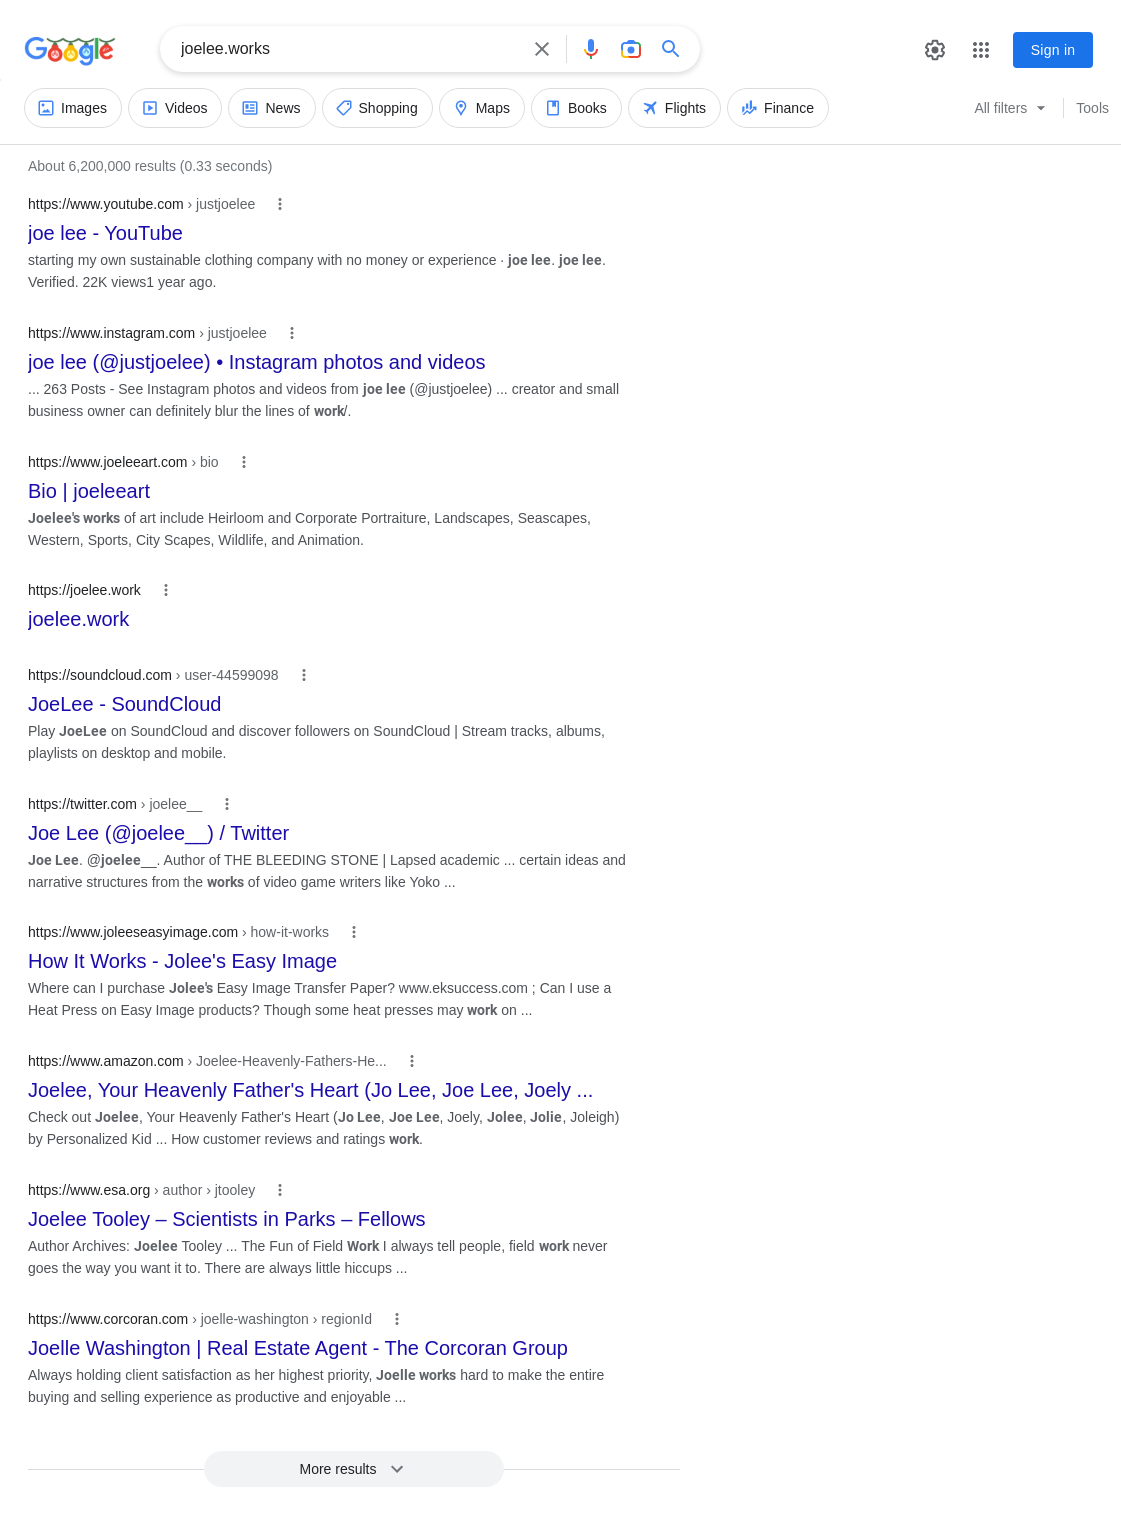 Google
joelee.works
Sign in
Images
Videos
News
Shopping
Maps
Books
Flights
Finance
All filters
Tools
About 6,200,000 results (0.33 seconds)
https://www.youtube.com › justjoelee
joe lee - YouTube
starting my own sustainable clothing company with no money or experience · joe lee. joe lee.
Verified. 22K views1 year ago.
https://www.instagram.com › justjoelee
joe lee (@justjoelee) • Instagram photos and videos
... 263 Posts - See Instagram photos and videos from joe lee (@justjoelee) ... creator and small
business owner can definitely blur the lines of work/.
https://www.joeleeart.com › bio
Bio | joeleeart
Joelee's works of art include Heirloom and Corporate Portraiture, Landscapes, Seascapes,
Western, Sports, City Scapes, Wildlife, and Animation.
https://joelee.work
joelee.work
https://soundcloud.com › user-44599098
JoeLee - SoundCloud
Play JoeLee on SoundCloud and discover followers on SoundCloud | Stream tracks, albums,
playlists on desktop and mobile.
https://twitter.com › joelee__
Joe Lee (@joelee__) / Twitter
Joe Lee. @joelee__. Author of THE BLEEDING STONE | Lapsed academic ... certain ideas and
narrative structures from the works of video game writers like Yoko ...
https://www.joleeseasyimage.com › how-it-works
How It Works - Jolee's Easy Image
Where can I purchase Jolee's Easy Image Transfer Paper? www.eksuccess.com ; Can I use a
Heat Press on Easy Image products? Though some heat presses may work on ...
https://www.amazon.com › Joelee-Heavenly-Fathers-He...
Joelee, Your Heavenly Father's Heart (Jo Lee, Joe Lee, Joely ...
Check out Joelee, Your Heavenly Father's Heart (Jo Lee, Joe Lee, Joely, Jolee, Jolie, Joleigh)
by Personalized Kid ... How customer reviews and ratings work.
https://www.esa.org › author › jtooley
Joelee Tooley – Scientists in Parks – Fellows
Author Archives: Joelee Tooley ... The Fun of Field Work I always tell people, field work never
goes the way you want it to. There are always little hiccups ...
https://www.corcoran.com › joelle-washington › regionId
Joelle Washington | Real Estate Agent - The Corcoran Group
Always holding client satisfaction as her highest priority, Joelle works hard to make the entire
buying and selling experience as productive and enjoyable ...
More results